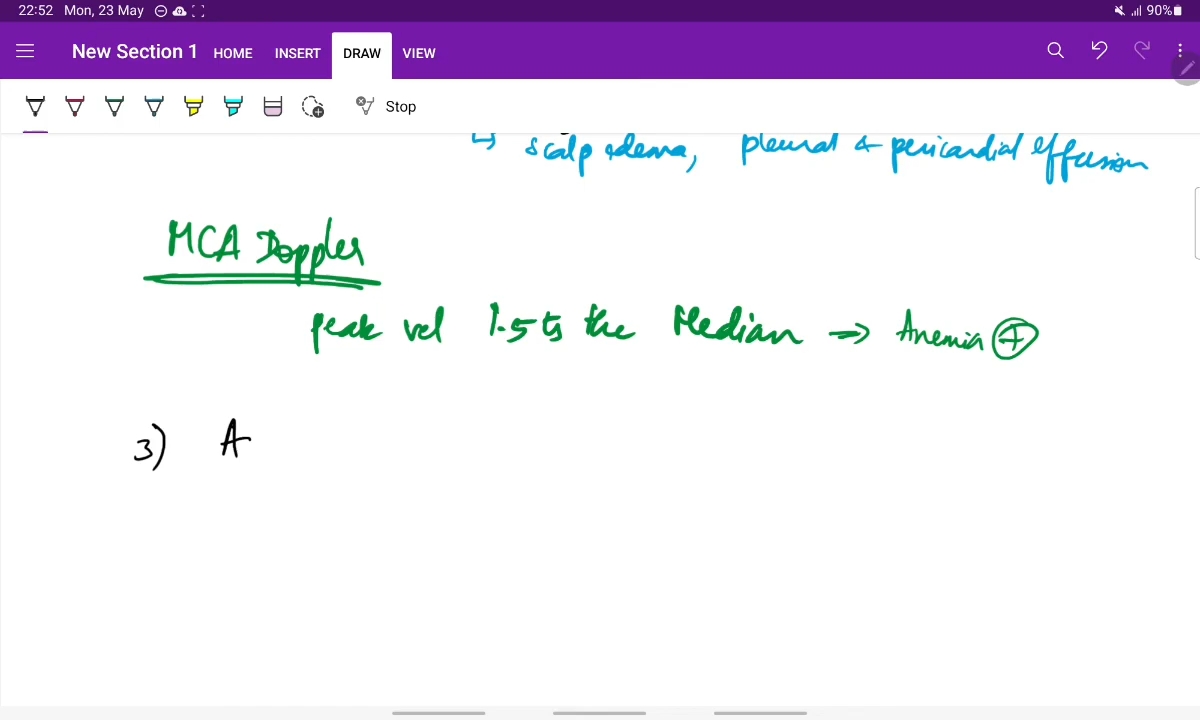 22:52 Mon, 23 May 90%
New Section 1 HOME INSERT DRAW VIEW
Stop
↳ scalp edema, pleural & pericardial effusion
MCA Doppler
peak vel 1.5 ts the Median ⇒ Anemia +
3) A